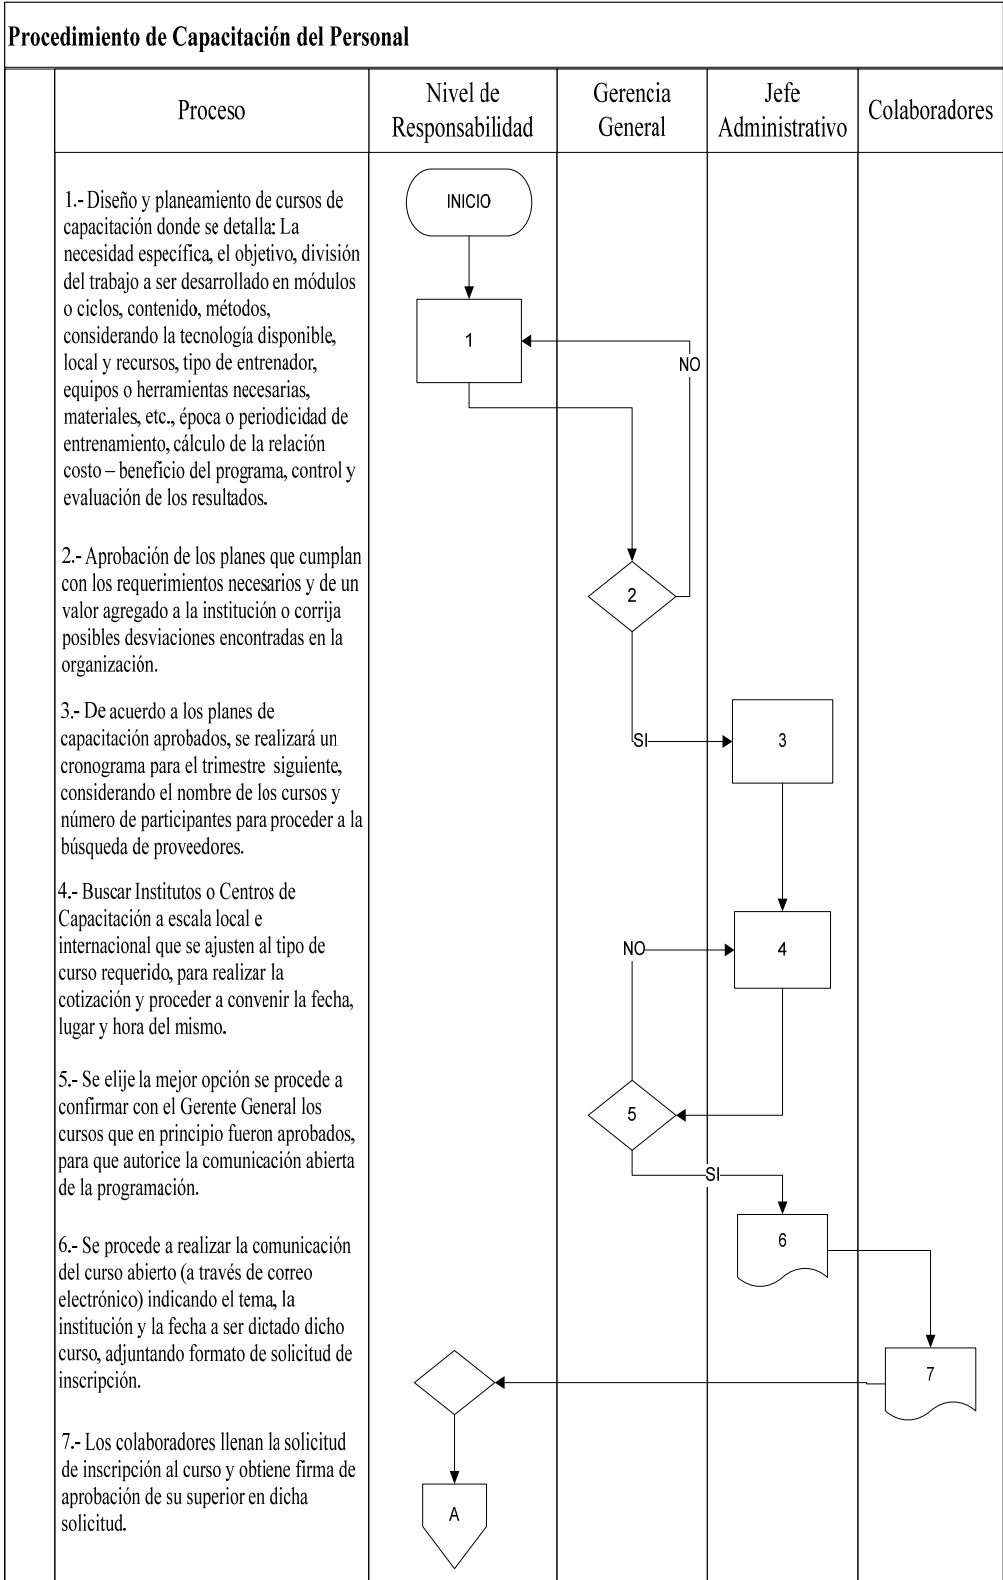 Procedimiento de Capacitación del Personal
Proceso
Nivel de
Responsabilidad
Gerencia
General
Jefe
Administrativo
Colaboradores
1.- Diseño y planeamiento de cursos de
capacitación donde se detalla: La
necesidad específica, el objetivo, división
del trabajo a ser desarrollado en módulos
o ciclos, contenido, métodos,
considerando la tecnología disponible,
local y recursos, tipo de entrenador,
equipos o herramientas necesarias,
materiales, etc., época o periodicidad de
entrenamiento, cálculo de la relación
costo – beneficio del programa, control y
evaluación de los resultados.
2.- Aprobación de los planes que cumplan
con los requerimientos necesarios y de un
valor agregado a la institución o corrija
posibles desviaciones encontradas en la
organización.
3.- De acuerdo a los planes de
capacitación aprobados, se realizará un
cronograma para el trimestre siguiente,
considerando el nombre de los cursos y
número de participantes para proceder a la
búsqueda de proveedores.
4.- Buscar Institutos o Centros de
Capacitación a escala local e
internacional que se ajusten al tipo de
curso requerido, para realizar la
cotización y proceder a convenir la fecha,
lugar y hora del mismo.
5.- Se elije la mejor opción se procede a
confirmar con el Gerente General los
cursos que en principio fueron aprobados,
para que autorice la comunicación abierta
de la programación.
6.- Se procede a realizar la comunicación
del curso abierto (a través de correo
electrónico) indicando el tema, la
institución y la fecha a ser dictado dicho
curso, adjuntando formato de solicitud de
inscripción.
7.- Los colaboradores llenan la solicitud
de inscripción al curso y obtiene firma de
aprobación de su superior en dicha
solicitud.
INICIO
1
NO
2
SI
3
NO
4
5
SI
6
7
A